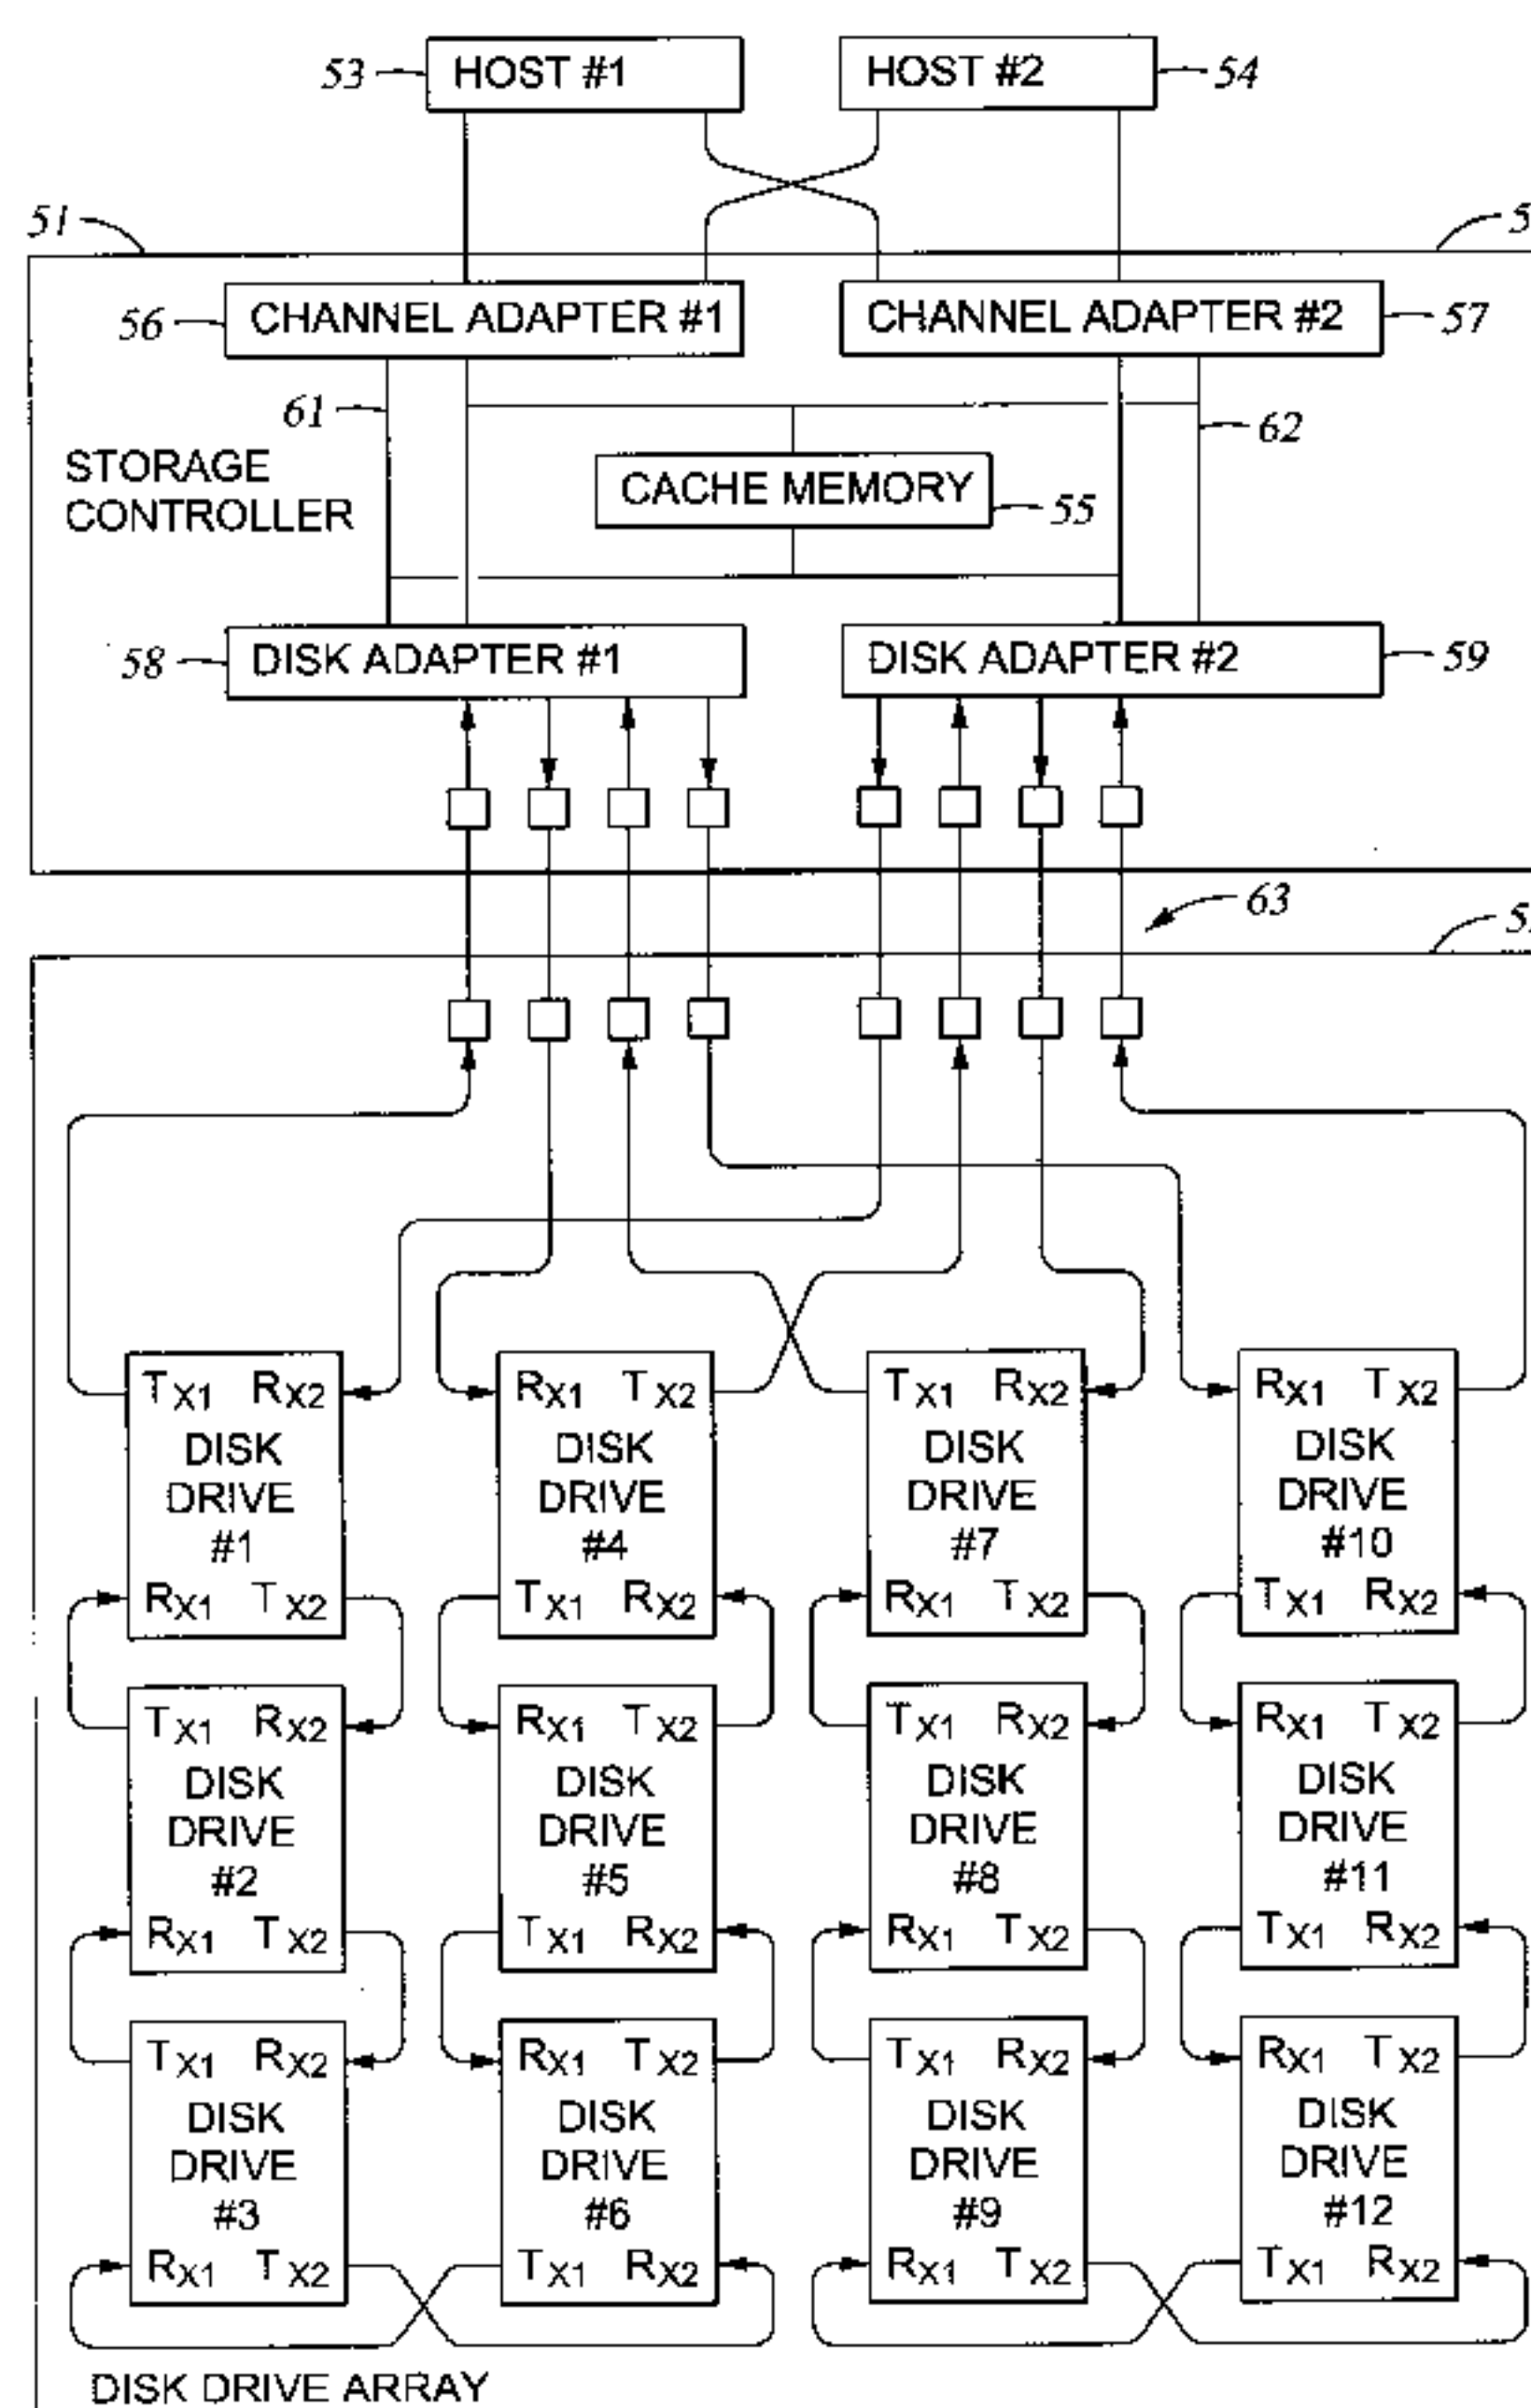 53 HOST #1 HOST #2 54
51
56 CHANNEL ADAPTER #1 CHANNEL ADAPTER #2 57
61 62
STORAGE
CONTROLLER
CACHE MEMORY 55
58 DISK ADAPTER #1 DISK ADAPTER #2 59
63
TX1 RX2 RX1 TX2 TX1 RX2 RX1 TX2
DISK DISK DISK DISK
DRIVE DRIVE DRIVE DRIVE
#1 #4 #7 #10
RX1 TX2 TX1 RX2 RX1 TX2 TX1 RX2
TX1 RX2 RX1 TX2 TX1 RX2 RX1 TX2
DISK DISK DISK DISK
DRIVE DRIVE DRIVE DRIVE
#2 #5 #8 #11
RX1 TX2 TX1 RX2 RX1 TX2 TX1 RX2
TX1 RX2 RX1 TX2 TX1 RX2 RX1 TX2
DISK DISK DISK DISK
DRIVE DRIVE DRIVE DRIVE
#3 #6 #9 #12
RX1 TX2 TX1 RX2 RX1 TX2 TX1 RX2
DISK DRIVE ARRAY